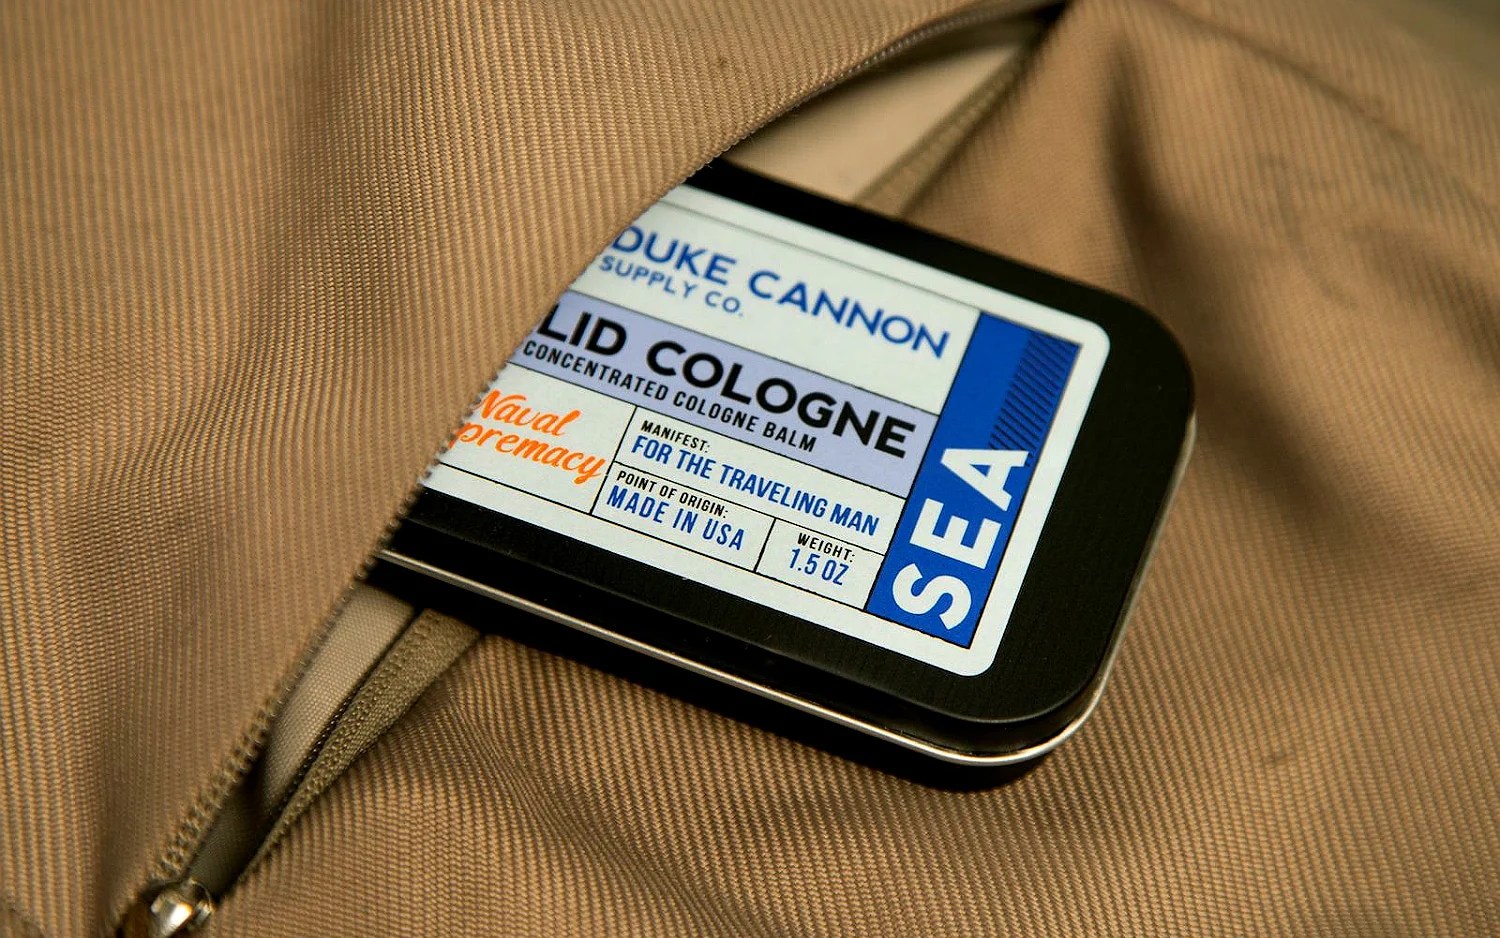 DUKE CANNON
SUPPLY CO.
LID COLOGNE
CONCENTRATED COLOGNE BALM
Naval
premacy
MANIFEST:
FOR THE TRAVELING MAN
POINT OF ORIGIN:
MADE IN USA
WEIGHT:
1.5 OZ
SEA